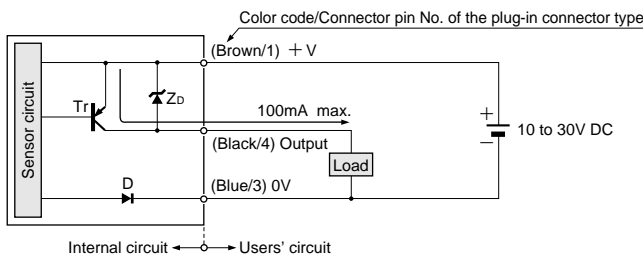 Color code/Connector pin No. of the plug-in connector type
(Brown/1) + V
Sensor circuit
Tr
ZD
100mA max.
+
10 to 30V DC
−
(Black/4) Output
Load
D
(Blue/3) 0V
Internal circuit
Users' circuit